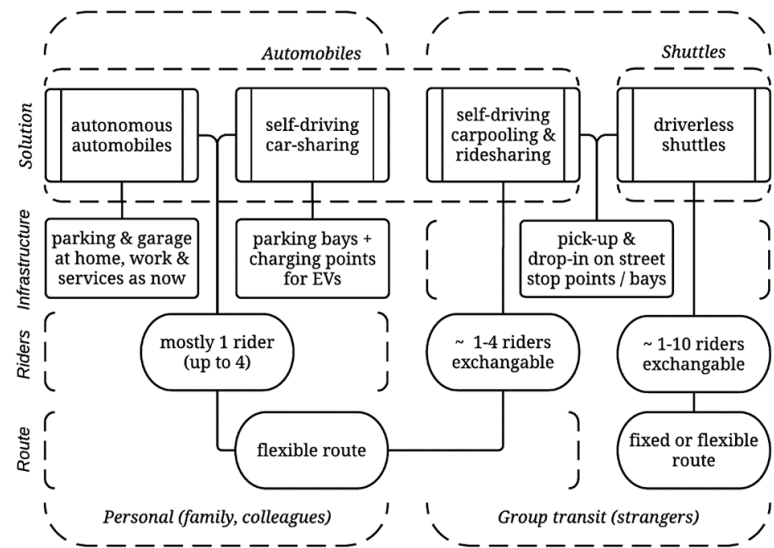 Automobiles
Shuttles
Solution
autonomous
automobiles
self-driving
car-sharing
self-driving
carpooling &
ridesharing
driverless
shuttles
Infrastructure
parking & garage
at home, work &
services as now
parking bays +
charging points
for EVs
pick-up &
drop-in on street
stop points / bays
Riders
mostly 1 rider
(up to 4)
~ 1-4 riders
exchangable
~ 1-10 riders
exchangable
Route
flexible route
fixed or flexible
route
Personal (family, colleagues)
Group transit (strangers)